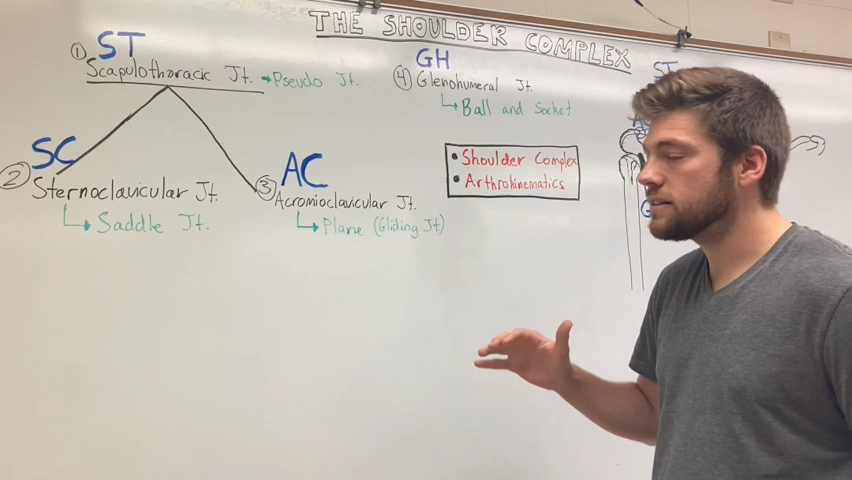 THE SHOULDER COMPLEX
① ST
Scapulothoracic Jt. → Pseudo Jt.
② SC
Sternoclavicular Jt.
Saddle Jt.
③ AC
Acromioclavicular Jt.
Plane (Gliding Jt)
GH
④ Glenohumeral Jt.
Ball and Socket
• Shoulder Complex
• Arthrokinematics
ST